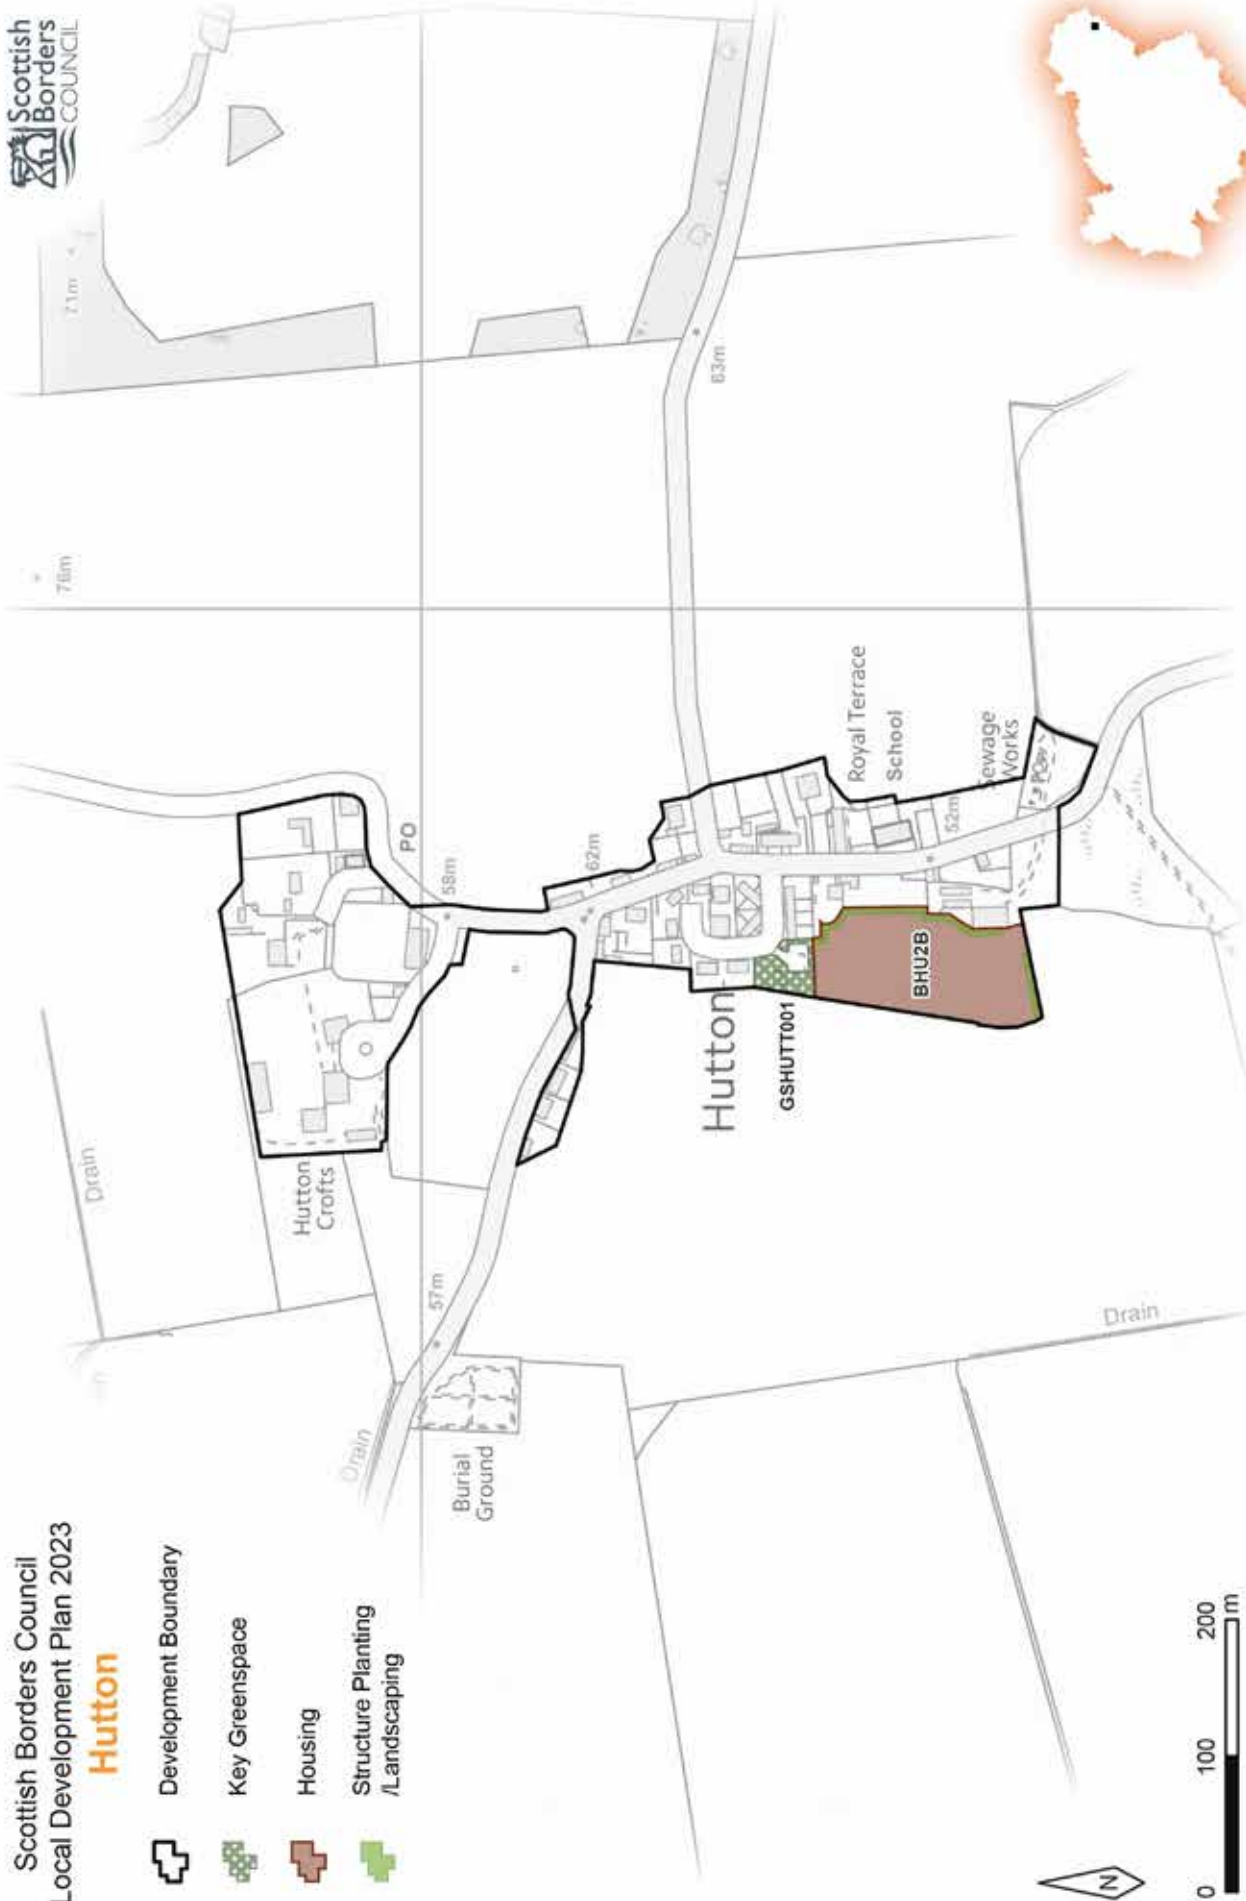 Scottish Borders Council
Local Development Plan 2023
Hutton
Development Boundary
Key Greenspace
Housing
Structure Planting
/Landscaping
Scottish
Borders
COUNCIL
71m
76m
Drain
Hutton
Crofts
57m
Drain
Burial
Ground
PO
58m
62m
63m
Hutton
GSHUTT001
BHU2B
Royal Terrace
School
52m
Sewage
Works
Drain
N
0
100
200
m